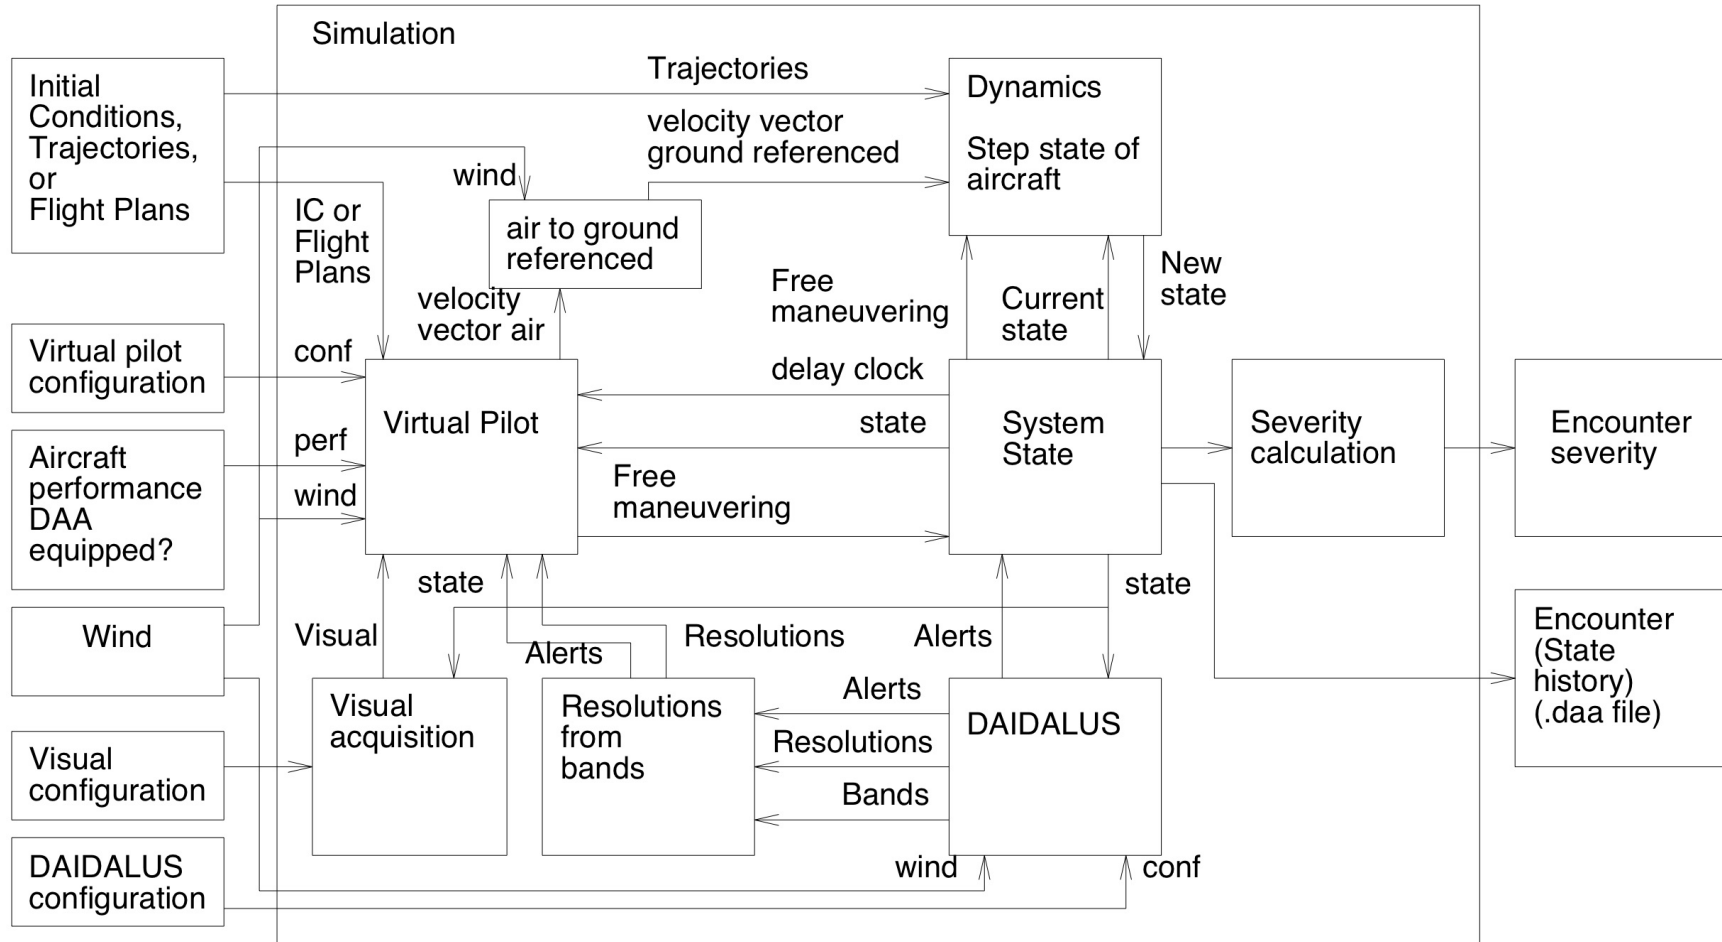 Simulation
Initial
Conditions,
Trajectories,
or
Flight Plans
Trajectories
Dynamics
Step state of
aircraft
velocity vector
ground referenced
wind
IC or
Flight
Plans
air to ground
referenced
velocity
vector air
Free
maneuvering
Current
state
New
state
Virtual pilot
configuration
conf
Virtual Pilot
delay clock
state
System
State
Severity
calculation
Encounter
severity
Aircraft
performance
DAA
equipped?
perf
wind
Free
maneuvering
Wind
state
state
Visual
Alerts
Resolutions
Alerts
Encounter
(State
history)
(.daa file)
Visual
acquisition
Resolutions
from
bands
Alerts
Resolutions
Bands
DAIDALUS
Visual
configuration
DAIDALUS
configuration
wind
conf